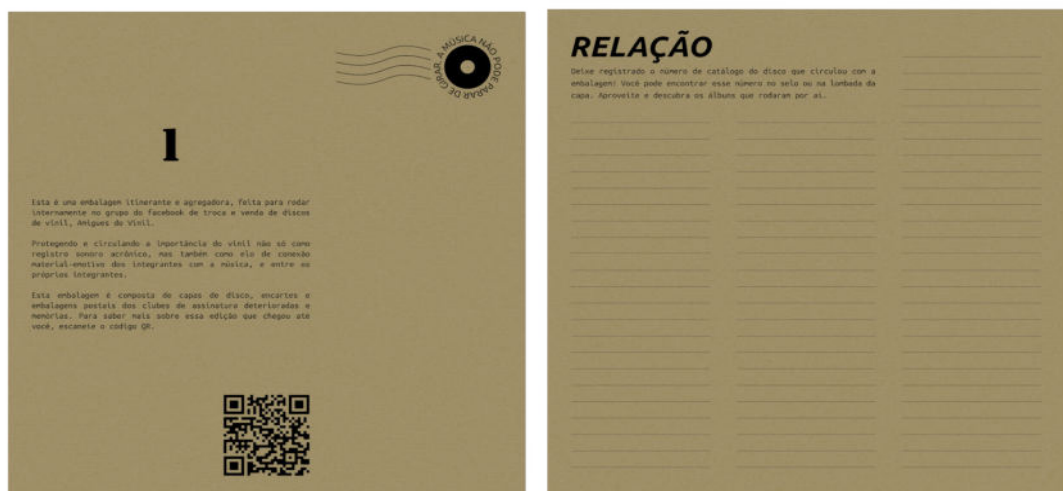 A MÚSICA NÃO PODE PARAR DE GIRAR.
1
Esta é uma embalagem itinerante e agregadora, feita para rodar
internamente no grupo do facebook de troca e venda de discos
de vinil, Amigues do Vinil.
Protegendo e circulando a importância do vinil não só como
registro sonoro acrônico, mas também como elo de conexão
material-emotivo dos integrantes com a música, e entre os
próprios integrantes.
Esta embalagem é composta de capas de disco, encartes e
embalagens postais dos clubes de assinatura deterioradas e
memórias. Para saber mais sobre essa edição que chegou até
você, escaneie o código QR.
RELAÇÃO
Deixe registrado o número de catálogo do disco que circulou com a
embalagem! Você pode encontrar esse número no selo ou na lombada da
capa. Aproveite e descubra os álbuns que rodaram por aí.